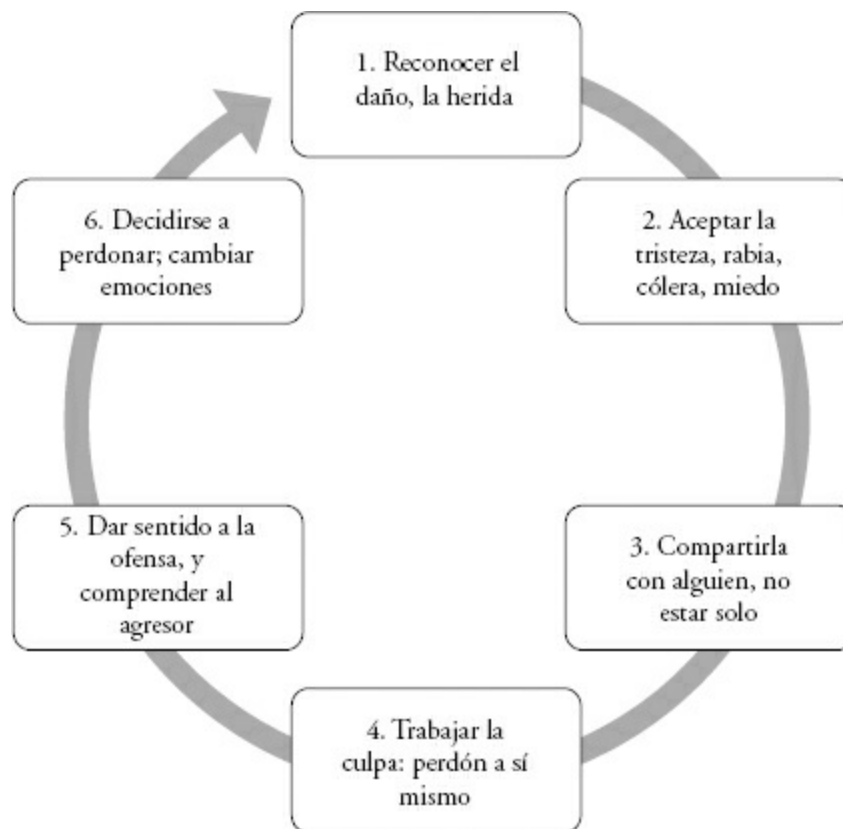 1. Reconocer el
daño, la herida
2. Aceptar la
tristeza, rabia,
cólera, miedo
3. Compartirla
con alguien, no
estar solo
4. Trabajar la
culpa: perdón a sí
mismo
5. Dar sentido a la
ofensa, y
comprender al
agresor
6. Decidirse a
perdonar; cambiar
emociones